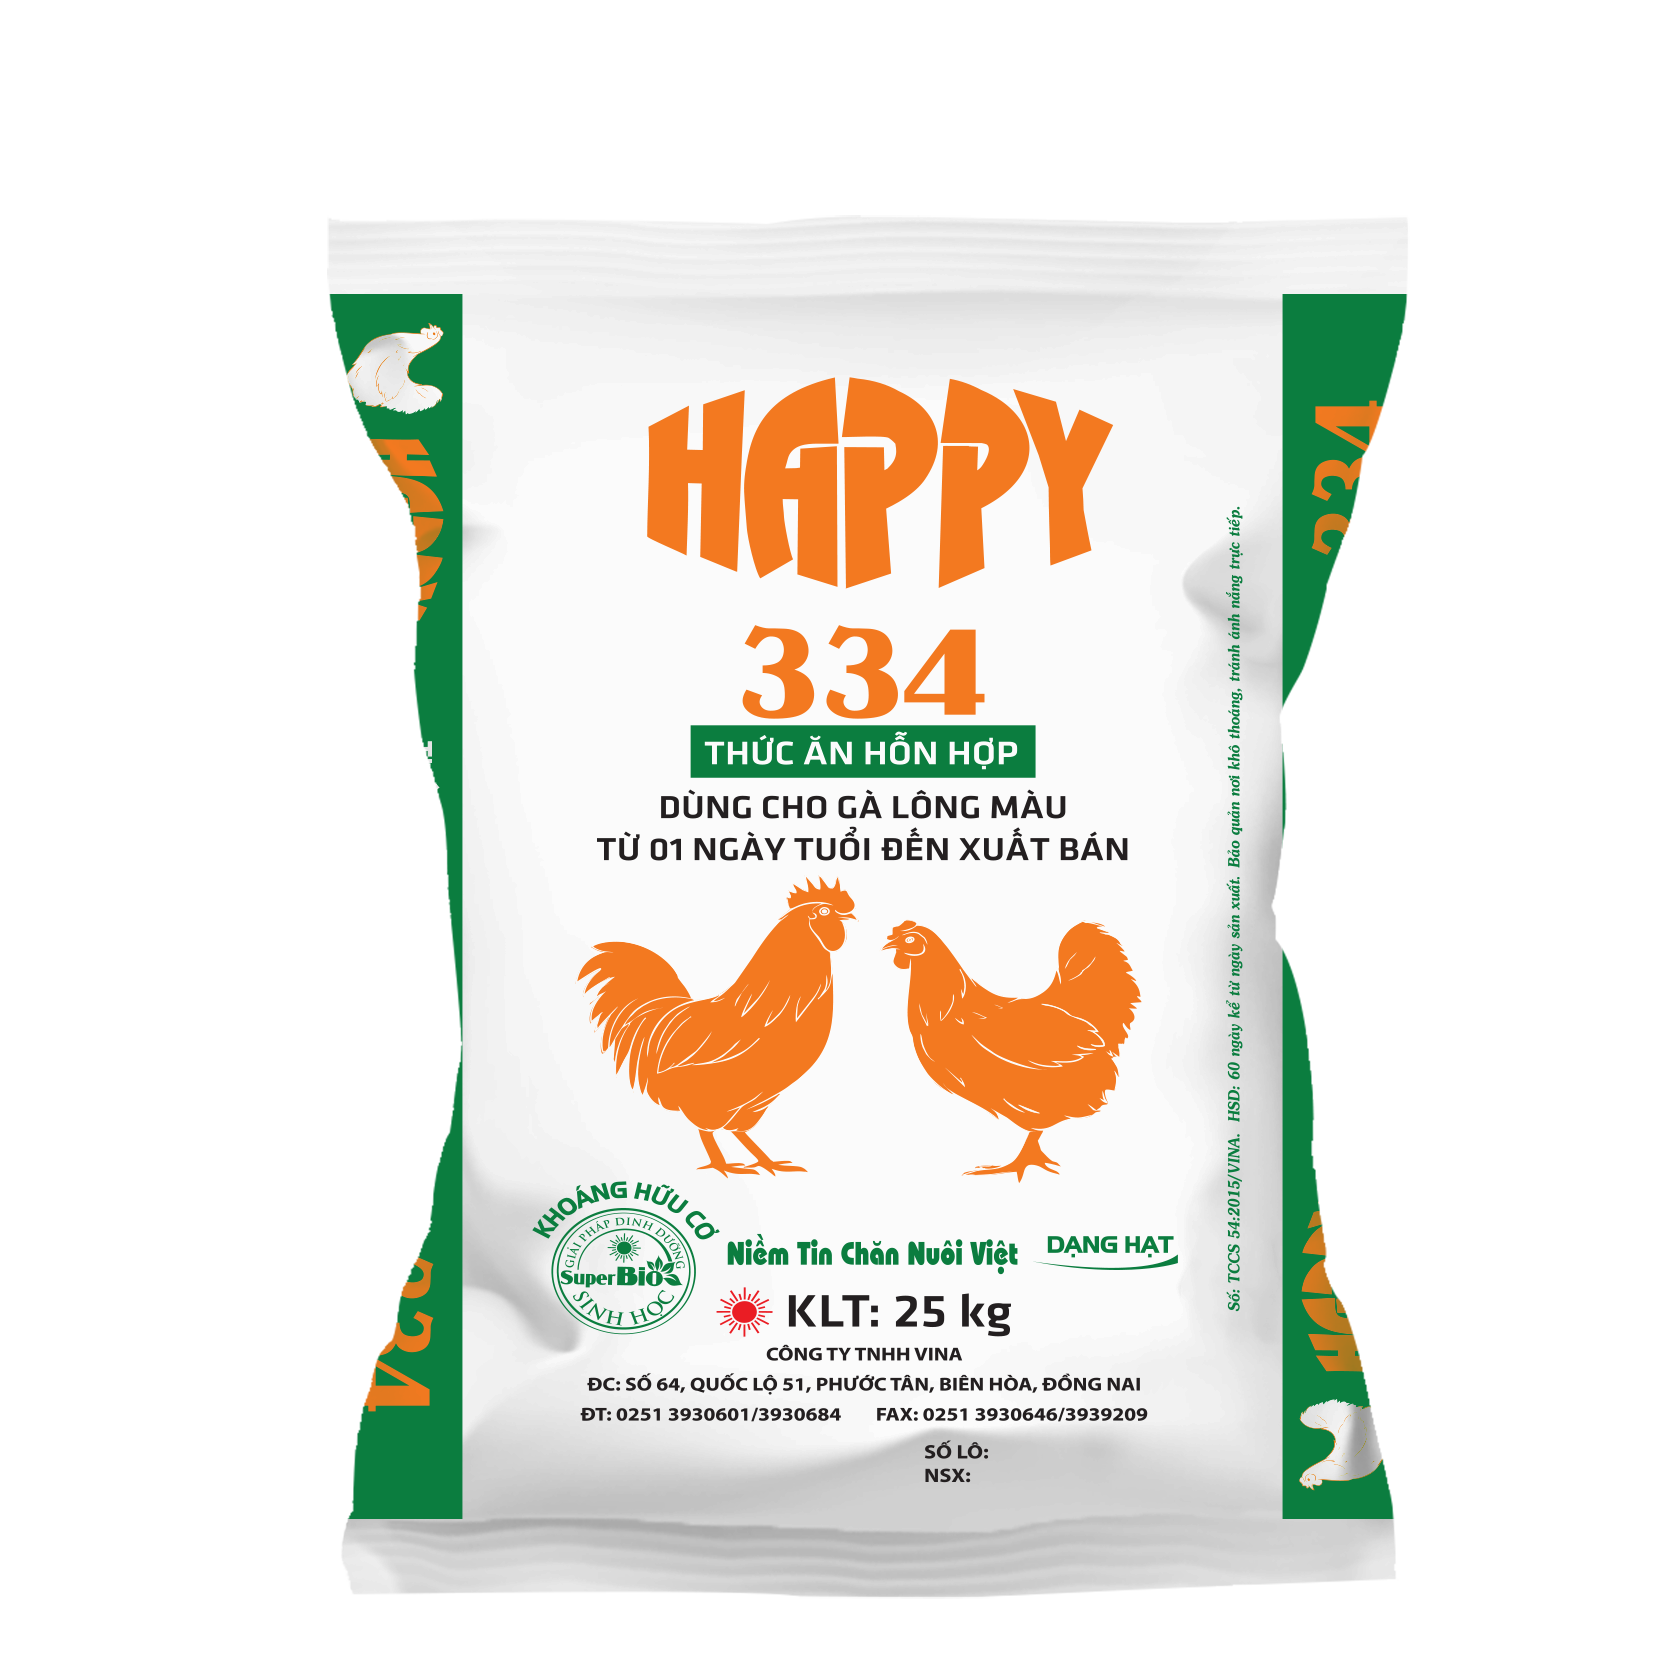 HAPPY
334
THỨC ĂN HỖN HỢP
DÙNG CHO GÀ LÔNG MÀU
TỪ 01 NGÀY TUỔI ĐẾN XUẤT BÁN
KHOÁNG HỮU CƠ
GIẢI PHÁP DINH DƯỠNG
SuperBio
SINH HỌC
Niềm Tin Chăn Nuôi Việt
DẠNG HẠT
KLT: 25 kg
CÔNG TY TNHH VINA
ĐC: SỐ 64, QUỐC LỘ 51, PHƯỚC TÂN, BIÊN HÒA, ĐỒNG NAI
ĐT: 0251 3930601/3930684 FAX: 0251 3930646/3939209
SỐ LÔ:
NSX:
Số: TCCS 54:2015/VINA. HSD: 60 ngày kể từ ngày sản xuất. Bảo quản nơi khô thoáng, tránh ánh nắng trực tiếp.
334
HAPPY
334
HAPPY